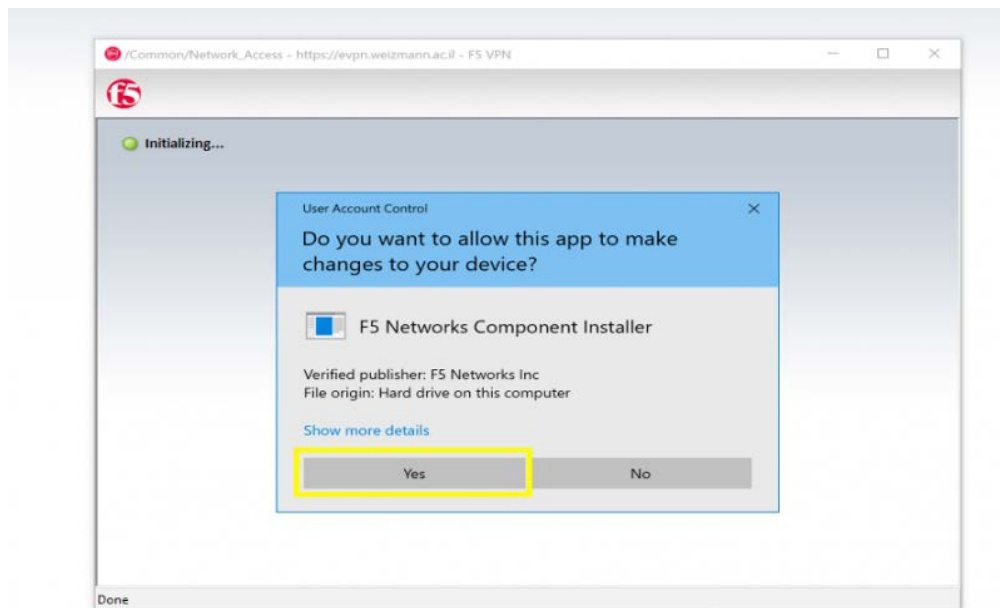 /Common/Network_Access - https://evpn.weizmann.ac.il - F5 VPN
f5
Initializing...
User Account Control
Do you want to allow this app to make
changes to your device?
F5 Networks Component Installer
Verified publisher: F5 Networks Inc
File origin: Hard drive on this computer
Show more details
Yes No
Done